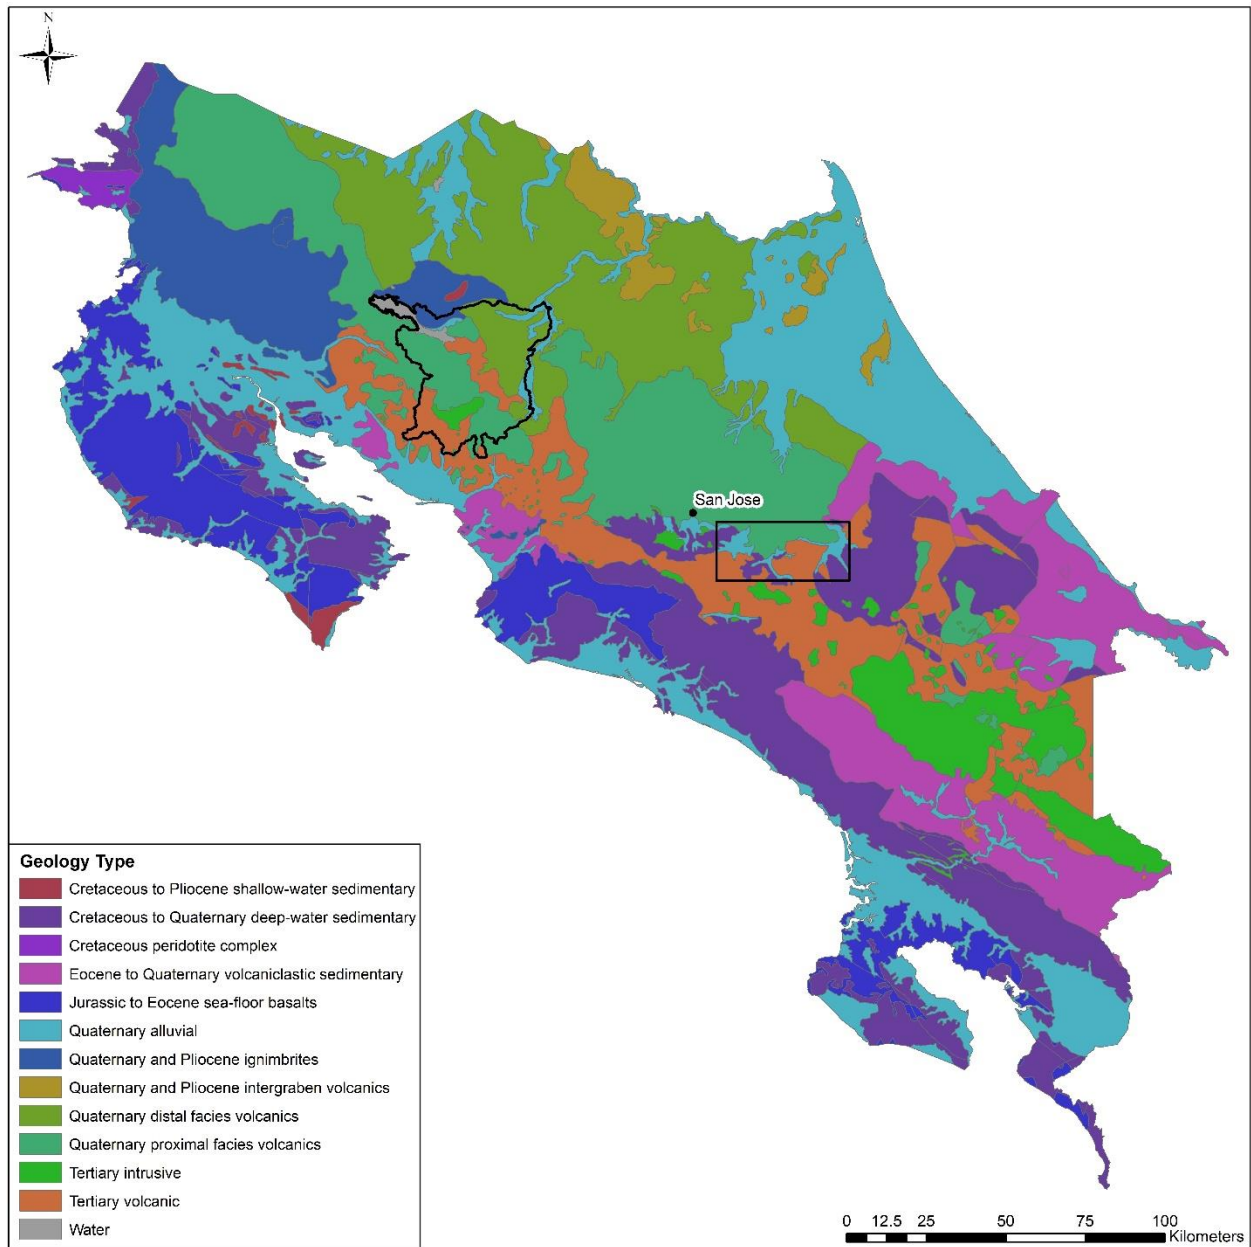 N
San Jose
Geology Type
Cretaceous to Pliocene shallow-water sedimentary
Cretaceous to Quaternary deep-water sedimentary
Cretaceous peridotite complex
Eocene to Quaternary volcaniclastic sedimentary
Jurassic to Eocene sea-floor basalts
Quaternary alluvial
Quaternary and Pliocene ignimbrites
Quaternary and Pliocene intergraben volcanics
Quaternary distal facies volcanics
Quaternary proximal facies volcanics
Tertiary intrusive
Tertiary volcanic
Water
0 12.5 25 50 75 100
Kilometers